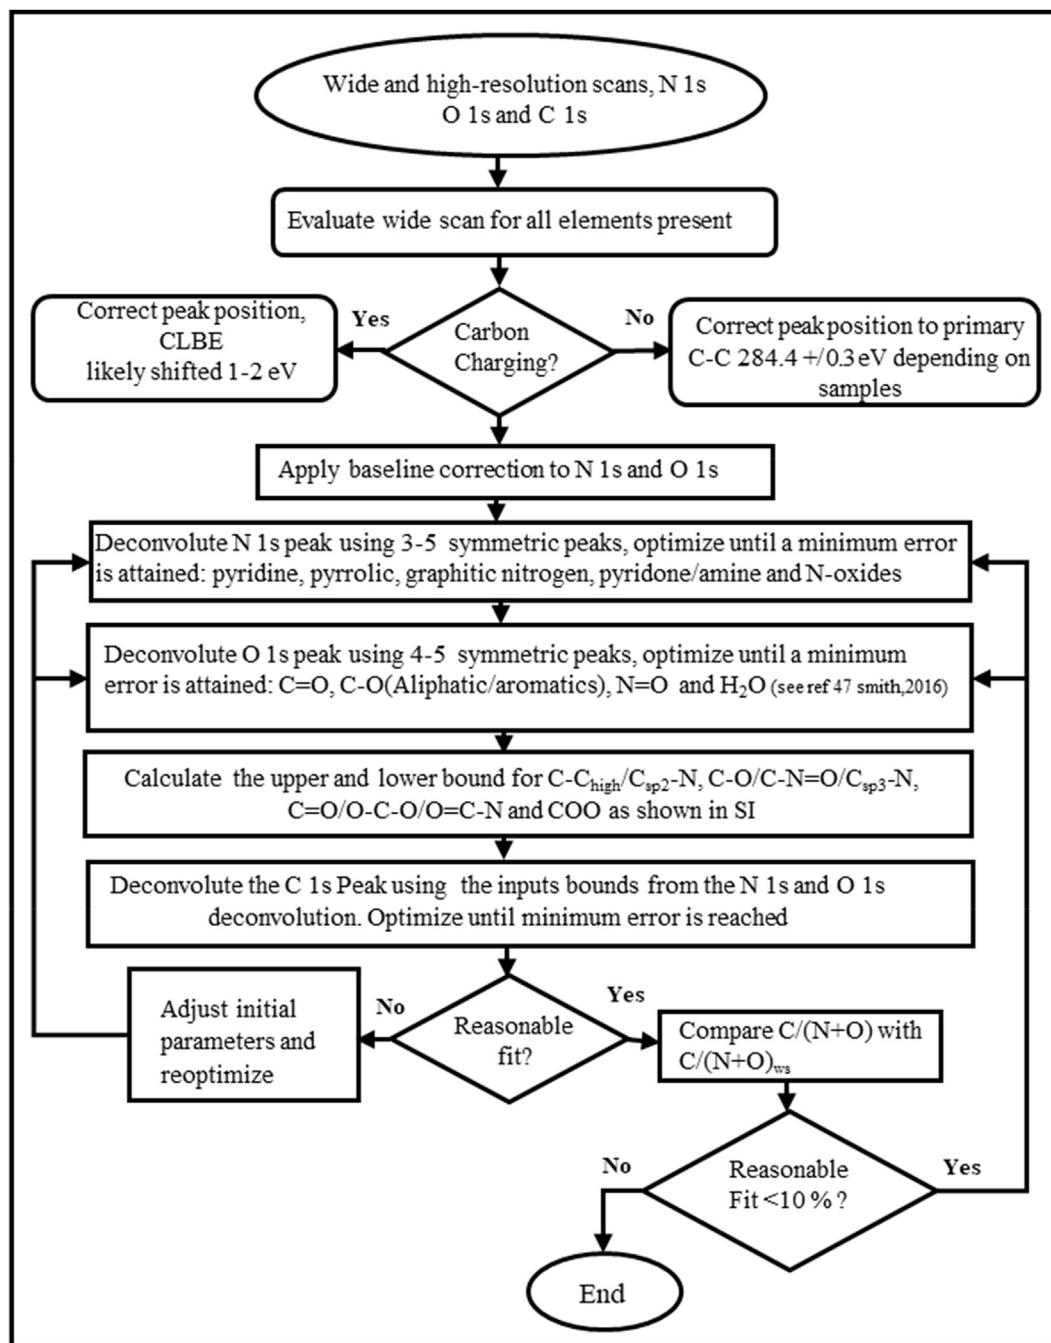 Wide and high-resolution scans, N 1s
O 1s and C 1s
Evaluate wide scan for all elements present
Carbon
Charging?
Yes
No
Correct peak position,
CLBE
likely shifted 1-2 eV
Correct peak position to primary
C-C 284.4 +/0.3 eV depending on
samples
Apply baseline correction to N 1s and O 1s
Deconvolute N 1s peak using 3-5 symmetric peaks, optimize until a minimum error
is attained: pyridine, pyrrolic, graphitic nitrogen, pyridone/amine and N-oxides
Deconvolute O 1s peak using 4-5 symmetric peaks, optimize until a minimum
error is attained: C=O, C-O(Aliphatic/aromatics), N=O and H₂O (see ref 47 smith,2016)
Calculate the upper and lower bound for C-C_high/C_sp2-N, C-O/C-N=O/C_sp3-N,
C=O/O-C-O/O=C-N and COO as shown in SI
Deconvolute the C 1s Peak using the inputs bounds from the N 1s and O 1s
deconvolution. Optimize until minimum error is reached
Reasonable
fit?
No
Yes
Adjust initial
parameters and
reoptimize
Compare C/(N+O) with
C/(N+O)_ws
Reasonable
Fit <10 % ?
No
Yes
End